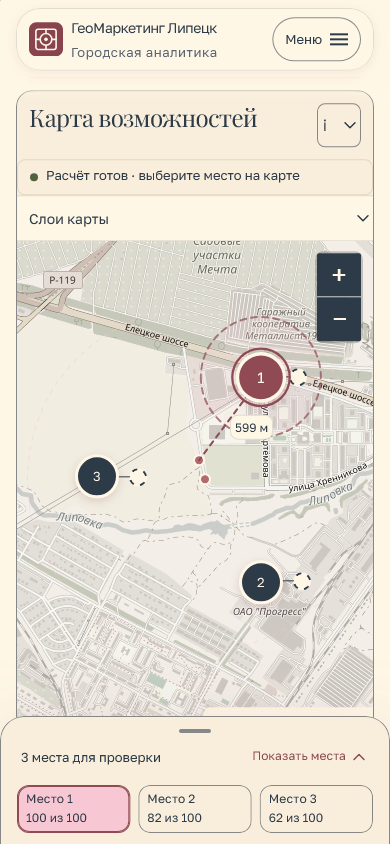 ГеоМаркетинг Липецк
Городская аналитика
Меню
Карта возможностей
i
Расчёт готов · выберите место на карте
Слои карты
Садовые
участки
Мечта
+
−
Р-119
Елецкое шоссе
Гаражный
кооператив
Металлист-19
1
Елецкое шоссе
599 м
ул
ртёмова
3
улица Хренникова
Липовка
Липовка
2
ОАО "Прогресс"
3 места для проверки
Показать места
Место 1
100 из 100
Место 2
82 из 100
Место 3
62 из 100